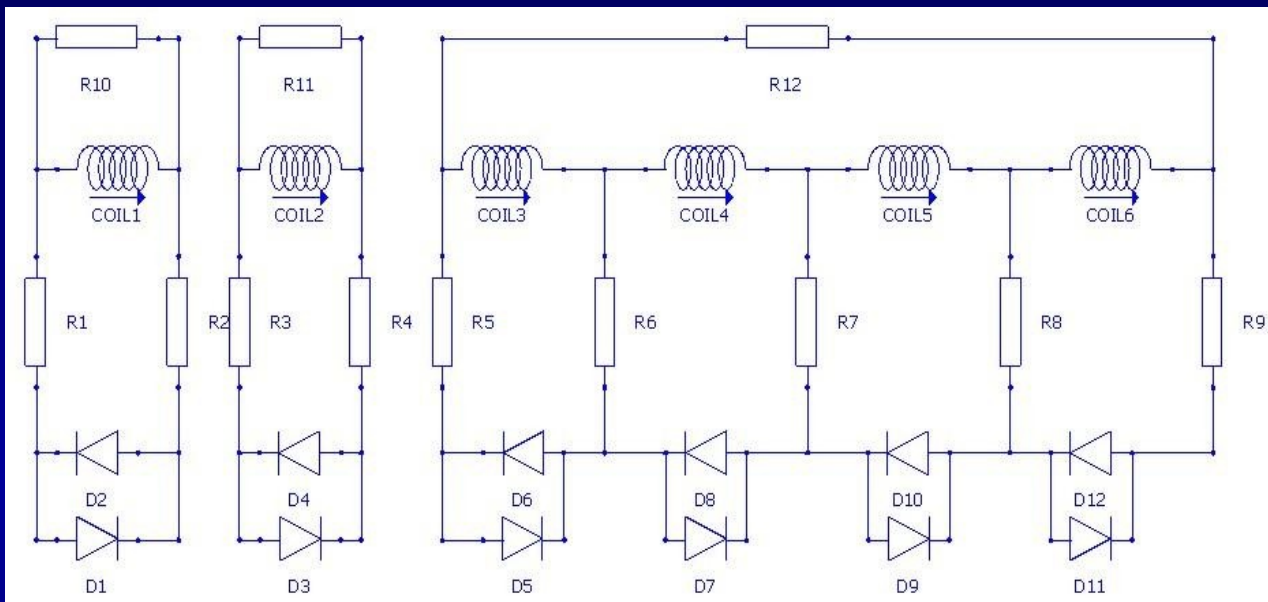 R10 R11 R12
COIL1 COIL2 COIL3 COIL4 COIL5 COIL6
R1 R2 R3 R4 R5 R6 R7 R8 R9
D2 D4 D6 D8 D10 D12
D1 D3 D5 D7 D9 D11